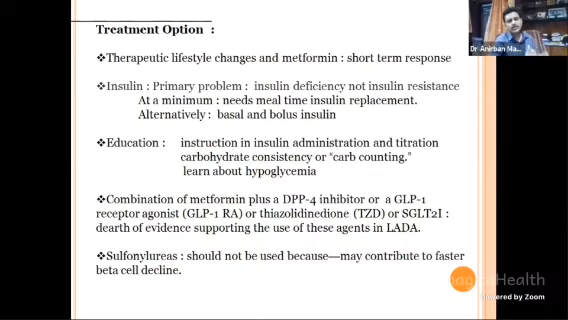 Treatment Option :
❖Therapeutic lifestyle changes and metformin : short term response
❖Insulin : Primary problem : insulin deficiency not insulin resistance
At a minimum : needs meal time insulin replacement.
Alternatively : basal and bolus insulin
❖Education : instruction in insulin administration and titration
carbohydrate consistency or “carb counting.”
learn about hypoglycemia
❖Combination of metformin plus a DPP-4 inhibitor or a GLP-1
receptor agonist (GLP-1 RA) or thiazolidinedione (TZD) or SGLT2I :
dearth of evidence supporting the use of these agents in LADA.
❖Sulfonylureas : should not be used because—may contribute to faster
beta cell decline.
Dr Anirban Ma...
Health
Powered by Zoom